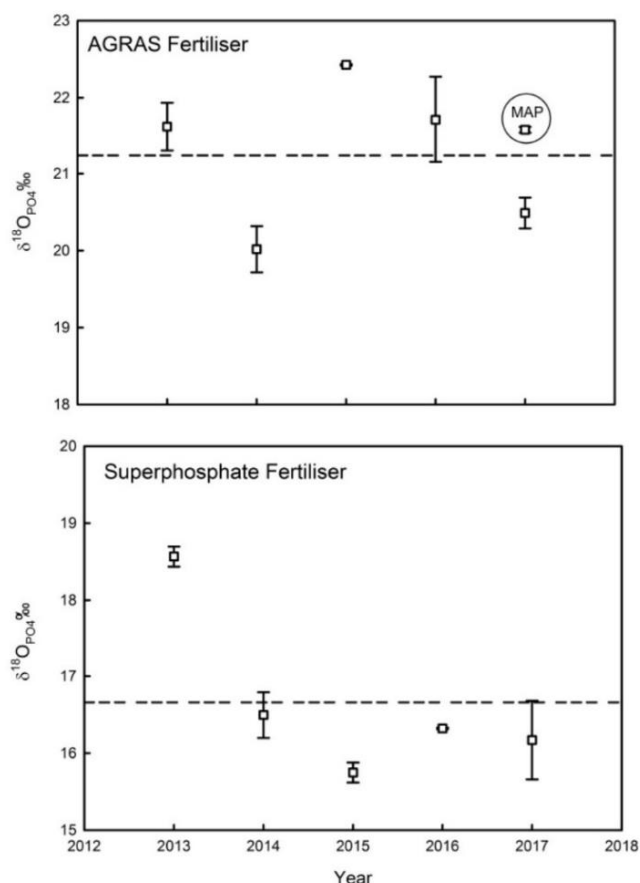 AGRAS Fertiliser
23
22
21
20
19
18
δ18OPO4‰
MAP
Superphosphate Fertiliser
20
19
18
17
16
15
δ18OPO4‰
2012 2013 2014 2015 2016 2017 2018
Year